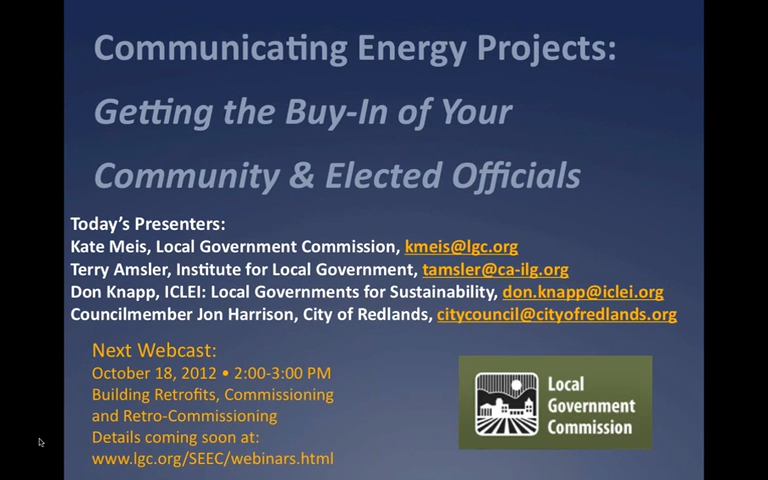 Communicating Energy Projects:
Getting the Buy-In of Your
Community & Elected Officials
Today's Presenters:
Kate Meis, Local Government Commission, kmeis@lgc.org
Terry Amsler, Institute for Local Government, tamsler@ca-ilg.org
Don Knapp, ICLEI: Local Governments for Sustainability, don.knapp@iclei.org
Councilmember Jon Harrison, City of Redlands, citycouncil@cityofredlands.org
Next Webcast:
October 18, 2012 • 2:00-3:00 PM
Building Retrofits, Commissioning
and Retro-Commissioning
Details coming soon at:
www.lgc.org/SEEC/webinars.html
Local
Government
Commission